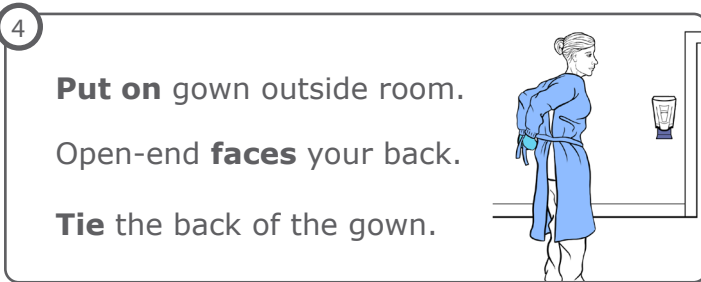 4
Put on gown outside room.
Open-end faces your back.
Tie the back of the gown.